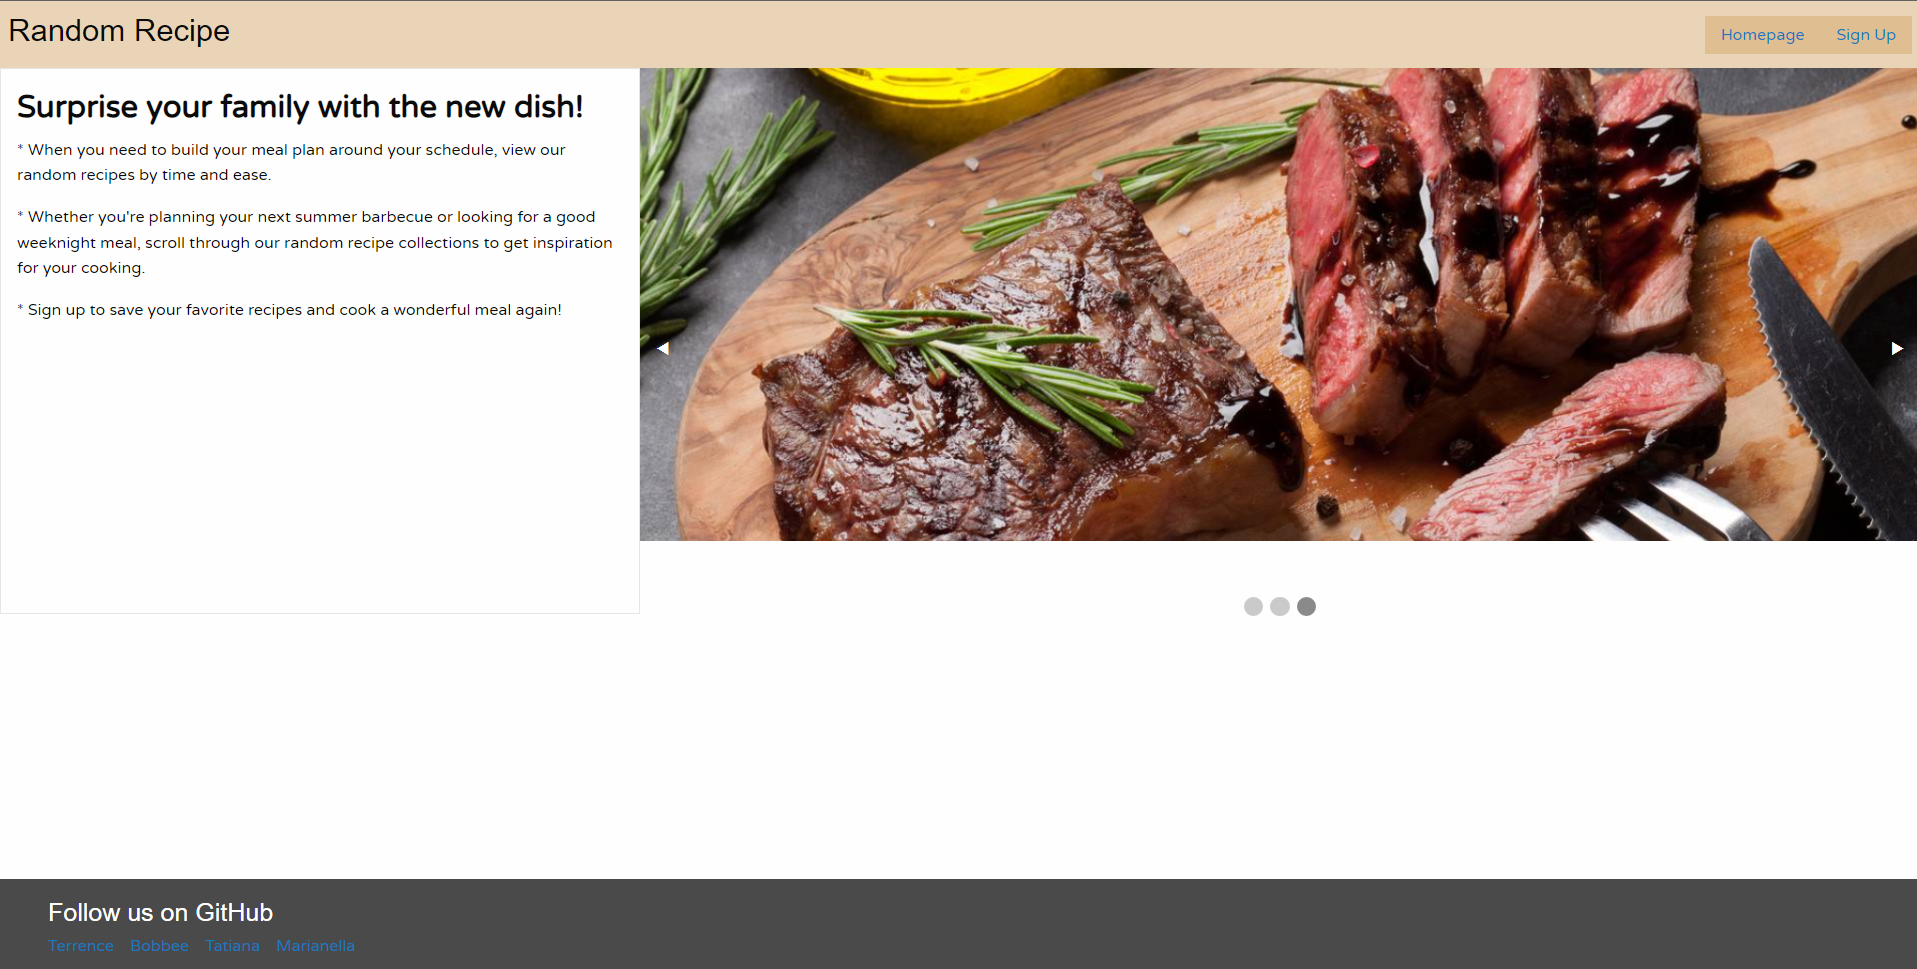 Random Recipe
Homepage Sign Up
Surprise your family with the new dish!
* When you need to build your meal plan around your schedule, view our
random recipes by time and ease.
* Whether you're planning your next summer barbecue or looking for a good
weeknight meal, scroll through our random recipe collections to get inspiration
for your cooking.
* Sign up to save your favorite recipes and cook a wonderful meal again!
Follow us on GitHub
Terrence Bobbee Tatiana Marianella